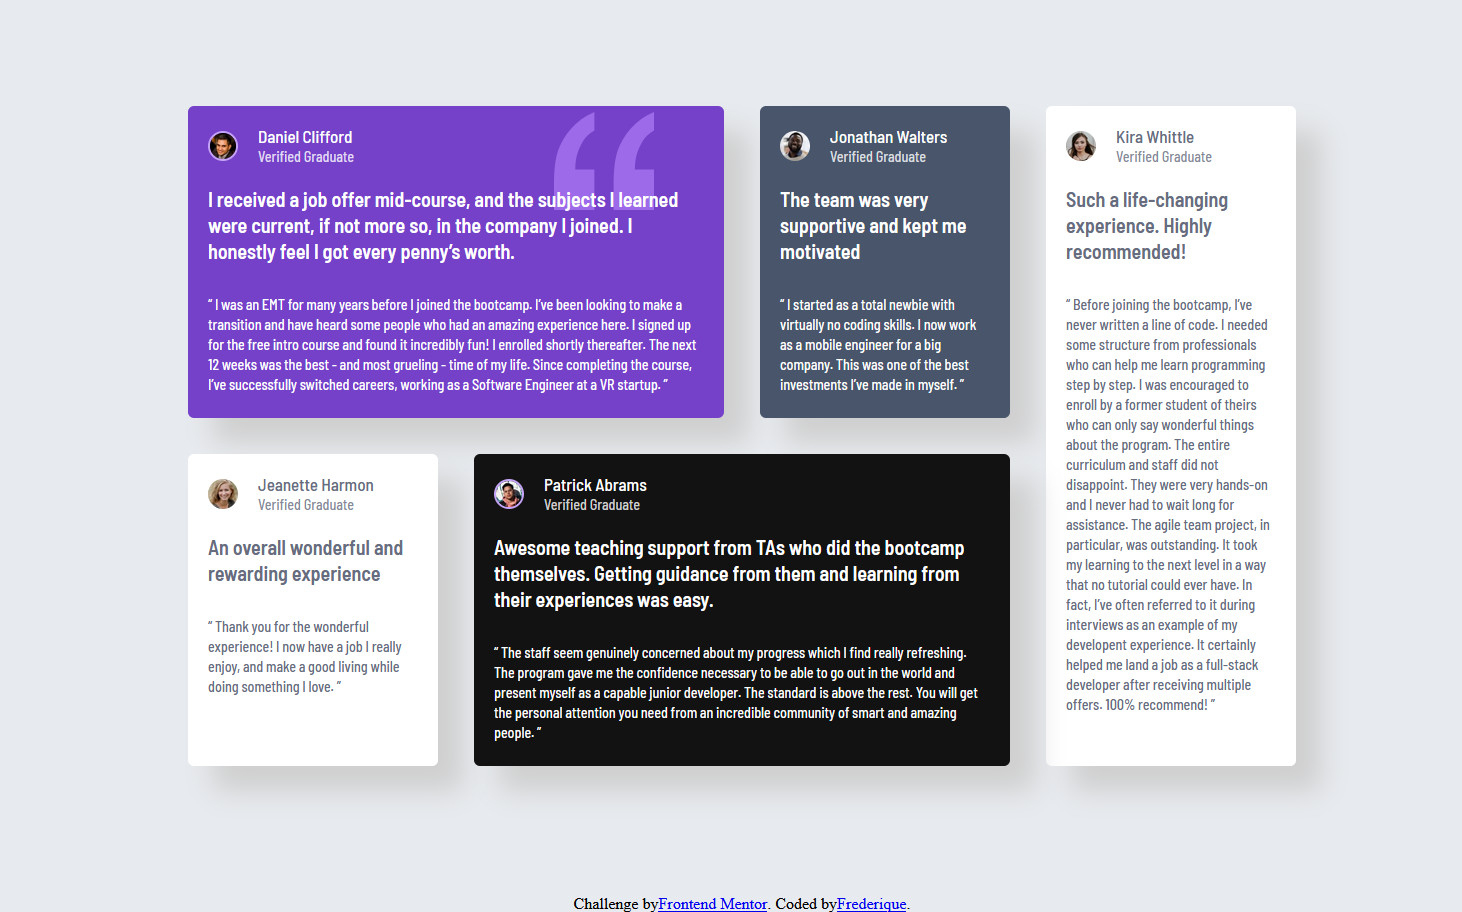 Daniel Clifford
Verified Graduate
I received a job offer mid-course, and the subjects I learned
were current, if not more so, in the company I joined. I
honestly feel I got every penny’s worth.
“ I was an EMT for many years before I joined the bootcamp. I’ve been looking to make a
transition and have heard some people who had an amazing experience here. I signed up
for the free intro course and found it incredibly fun! I enrolled shortly thereafter. The next
12 weeks was the best - and most grueling - time of my life. Since completing the course,
I’ve successfully switched careers, working as a Software Engineer at a VR startup. ”
Jonathan Walters
Verified Graduate
The team was very
supportive and kept me
motivated
“ I started as a total newbie with
virtually no coding skills. I now work
as a mobile engineer for a big
company. This was one of the best
investments I’ve made in myself. ”
Kira Whittle
Verified Graduate
Such a life-changing
experience. Highly
recommended!
“ Before joining the bootcamp, I’ve
never written a line of code. I needed
some structure from professionals
who can help me learn programming
step by step. I was encouraged to
enroll by a former student of theirs
who can only say wonderful things
about the program. The entire
curriculum and staff did not
disappoint. They were very hands-on
and I never had to wait long for
assistance. The agile team project, in
particular, was outstanding. It took
my learning to the next level in a way
that no tutorial could ever have. In
fact, I’ve often referred to it during
interviews as an example of my
developent experience. It certainly
helped me land a job as a full-stack
developer after receiving multiple
offers. 100% recommend! ”
Jeanette Harmon
Verified Graduate
An overall wonderful and
rewarding experience
“ Thank you for the wonderful
experience! I now have a job I really
enjoy, and make a good living while
doing something I love. ”
Patrick Abrams
Verified Graduate
Awesome teaching support from TAs who did the bootcamp
themselves. Getting guidance from them and learning from
their experiences was easy.
“ The staff seem genuinely concerned about my progress which I find really refreshing.
The program gave me the confidence necessary to be able to go out in the world and
present myself as a capable junior developer. The standard is above the rest. You will get
the personal attention you need from an incredible community of smart and amazing
people. ”
Challenge byFrontend Mentor. Coded byFrederique.